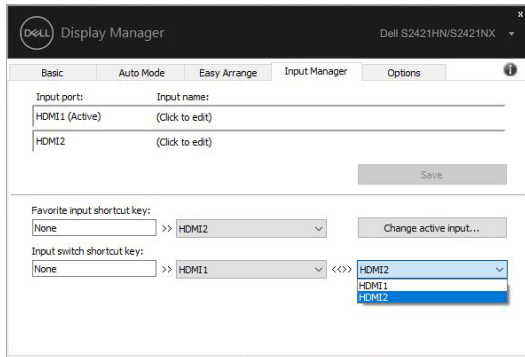 x
DELL Display Manager Dell S2421HN/S2421NX
Basic Auto Mode Easy Arrange Input Manager Options i
Input port: Input name:
HDMI1 (Active) (Click to edit)
HDMI2 (Click to edit)
Save
Favorite input shortcut key:
None >> HDMI2 Change active input...
Input switch shortcut key:
None >> HDMI1 <<>> HDMI2
HDMI1
HDMI2